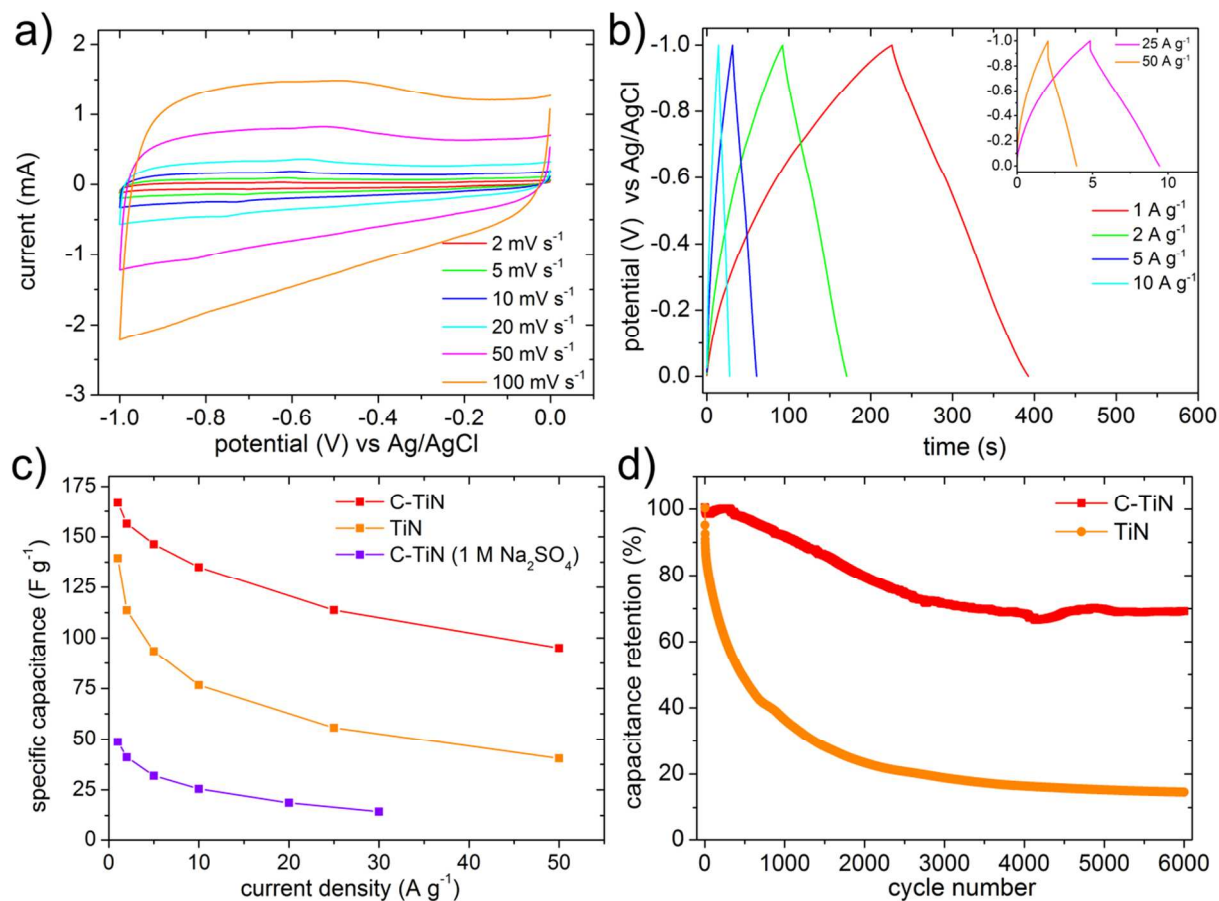 a)
2
1
0
-1
-2
-3
current (mA)
2 mV s⁻¹
5 mV s⁻¹
10 mV s⁻¹
20 mV s⁻¹
50 mV s⁻¹
100 mV s⁻¹
-1.0 -0.8 -0.6 -0.4 -0.2 0.0
potential (V) vs Ag/AgCl
b)
-1.0
-0.8
-0.6
-0.4
-0.2
0.0
potential (V) vs Ag/AgCl
25 A g⁻¹
50 A g⁻¹
-1.0
-0.8
-0.6
-0.4
-0.2
0.0
0 5 10
1 A g⁻¹
2 A g⁻¹
5 A g⁻¹
10 A g⁻¹
0 100 200 300 400 500 600
time (s)
c)
175
150
125
100
75
50
25
0
specific capacitance (F g⁻¹)
C-TiN
TiN
C-TiN (1 M Na₂SO₄)
0 10 20 30 40 50
current density (A g⁻¹)
d)
100
80
60
40
20
0
capacitance retention (%)
C-TiN
TiN
0 1000 2000 3000 4000 5000 6000
cycle number